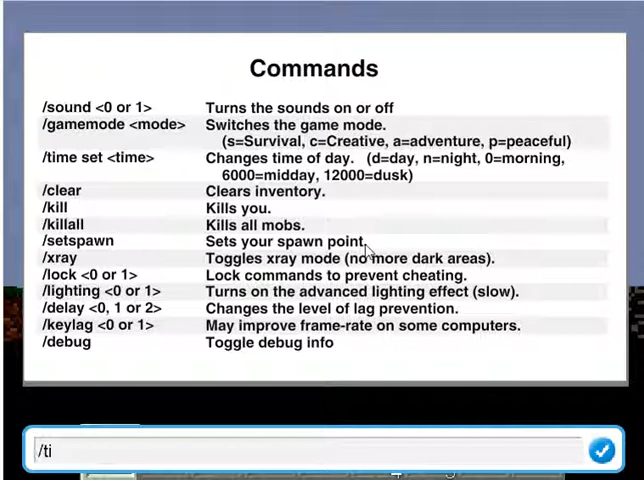 Commands
/sound <0 or 1> Turns the sounds on or off
/gamemode <mode> Switches the game mode.
(s=Survival, c=Creative, a=adventure, p=peaceful)
/time set <time> Changes time of day. (d=day, n=night, 0=morning,
6000=midday, 12000=dusk)
/clear Clears inventory.
/kill Kills you.
/killall Kills all mobs.
/setspawn Sets your spawn point.
/xray Toggles xray mode (no more dark areas).
/lock <0 or 1> Lock commands to prevent cheating.
/lighting <0 or 1> Turns on the advanced lighting effect (slow).
/delay <0, 1 or 2> Changes the level of lag prevention.
/keylag <0 or 1> May improve frame-rate on some computers.
/debug Toggle debug info
/ti